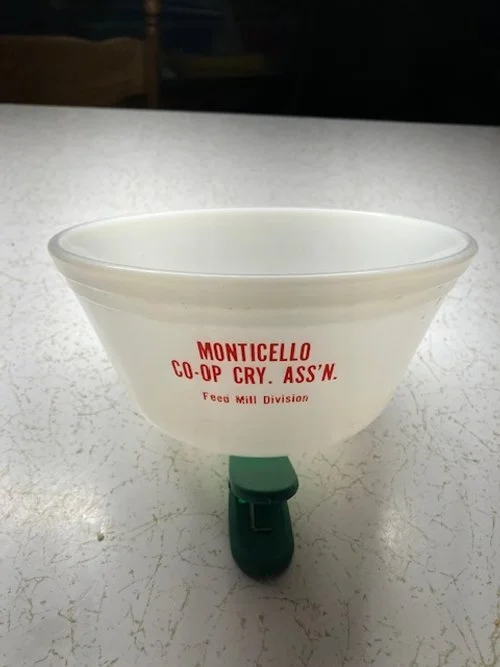 MONTICELLO
CO-OP CRY. ASS'N.
Feed Mill Division